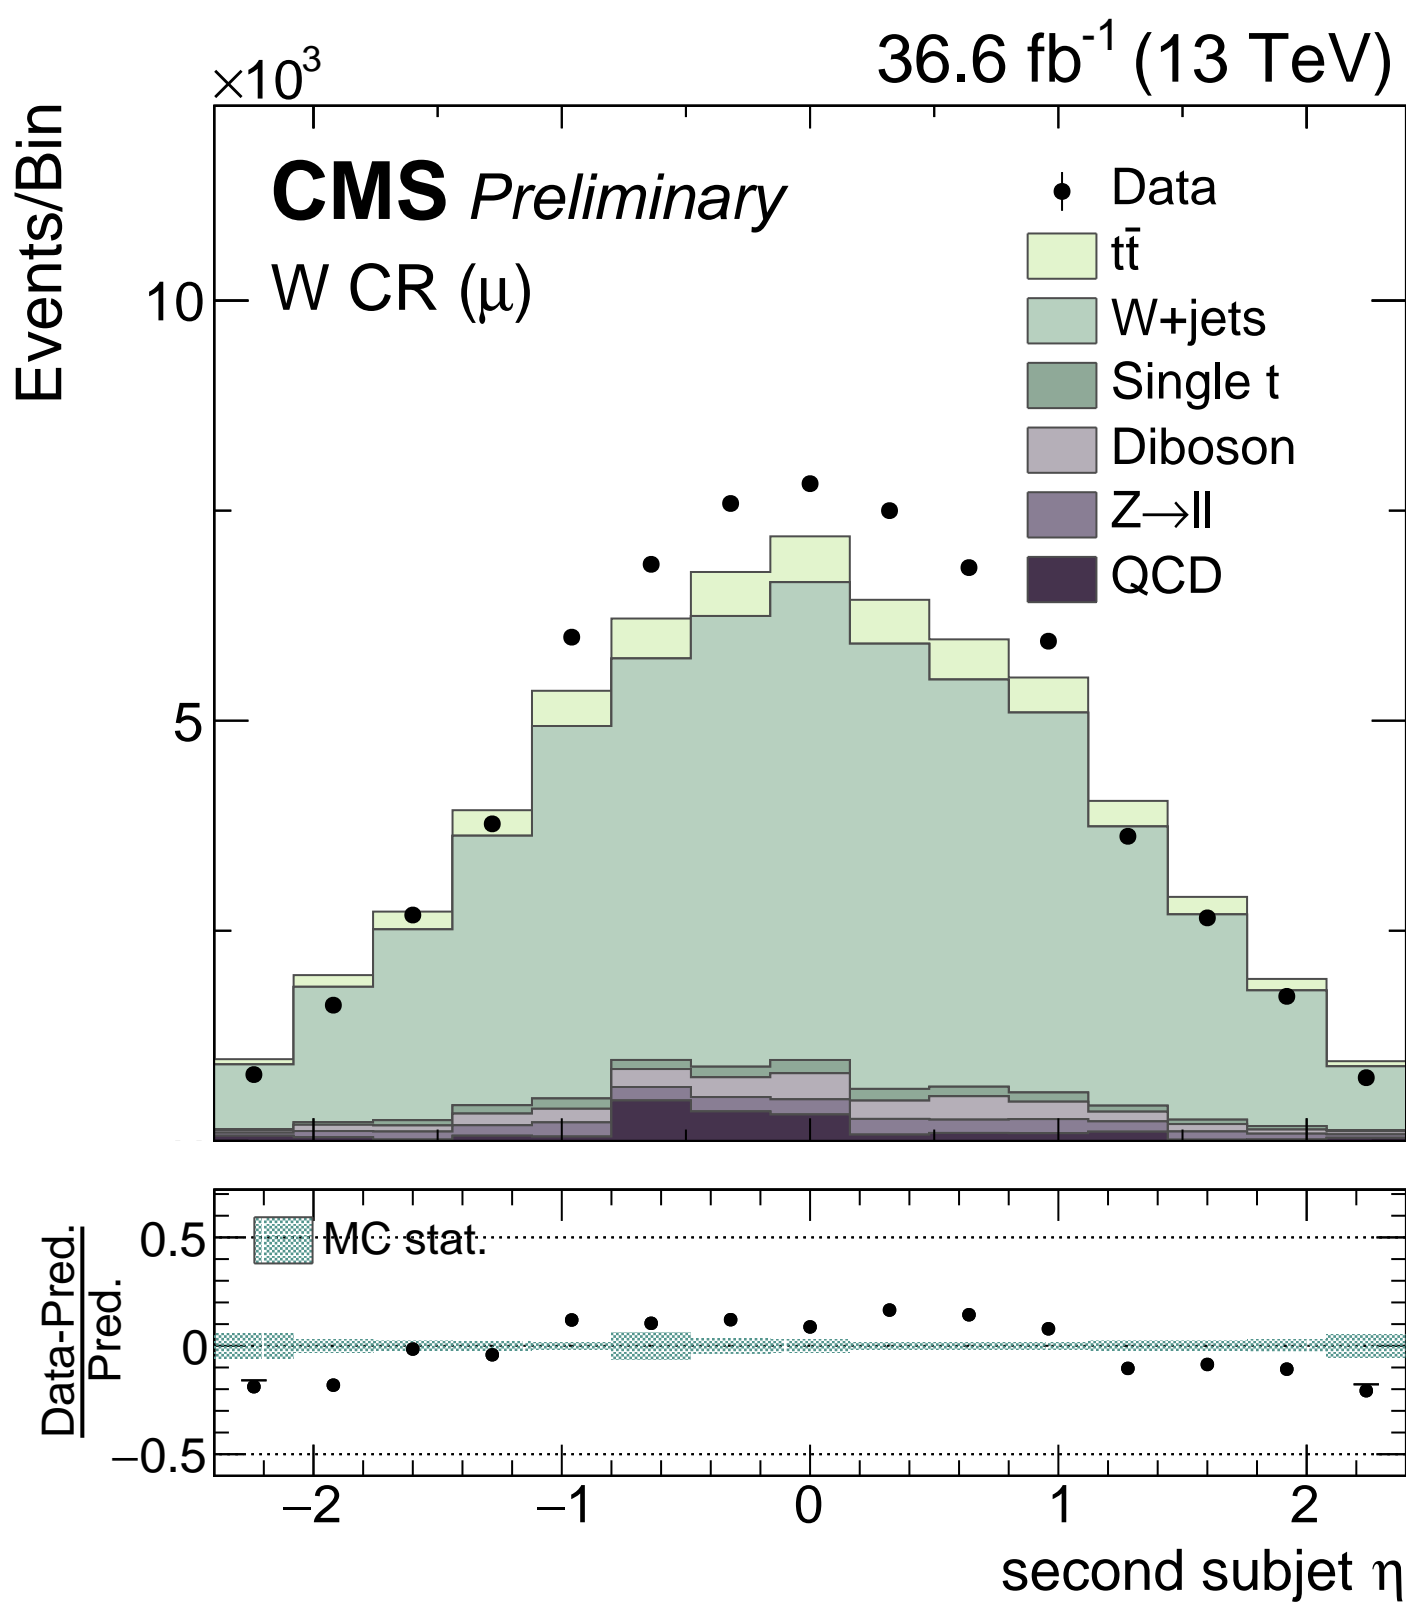 ×10³
36.6 fb⁻¹ (13 TeV)
Events/Bin
CMS Preliminary
W CR (μ)
Data
tt̄
W+jets
Single t
Diboson
Z→ll
QCD
10
5
Data-Pred.
Pred.
MC stat.
0.5
0
−0.5
−2 −1 0 1 2
second subjet η